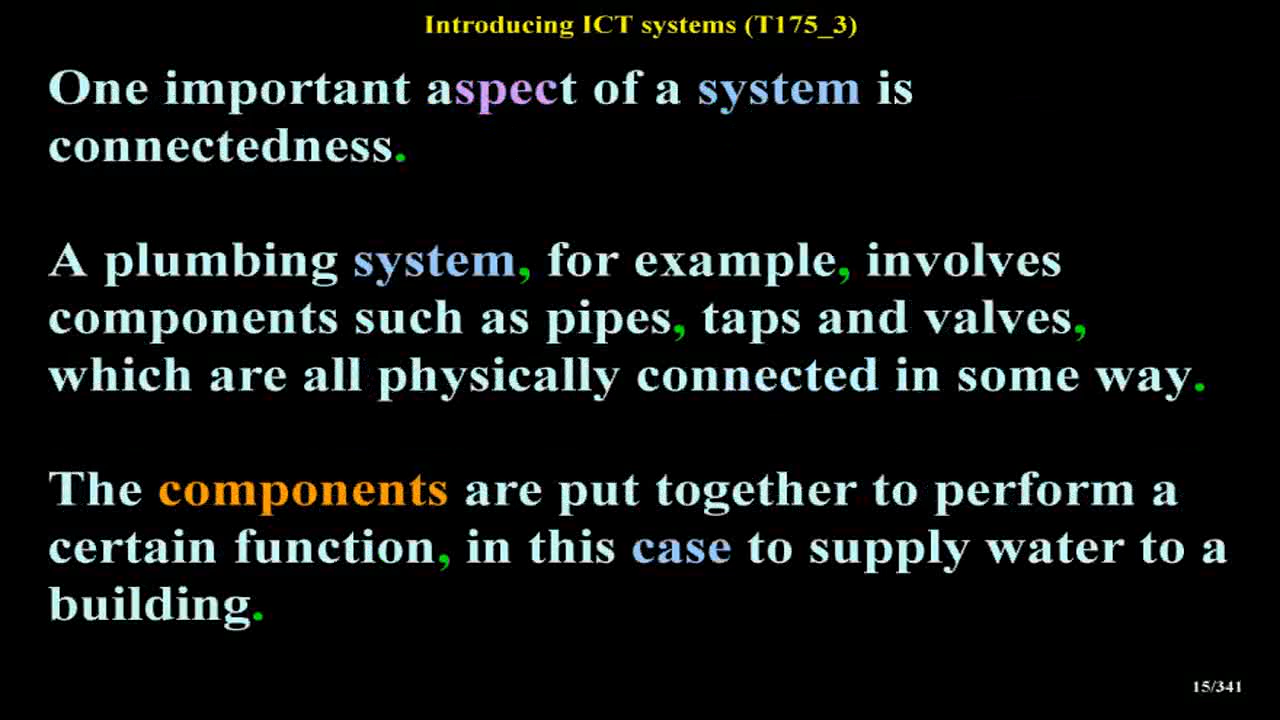 Introducing ICT systems (T175_3)
One important aspect of a system is
connectedness.
A plumbing system, for example, involves
components such as pipes, taps and valves,
which are all physically connected in some way.
The components are put together to perform a
certain function, in this case to supply water to a
building.
15/341